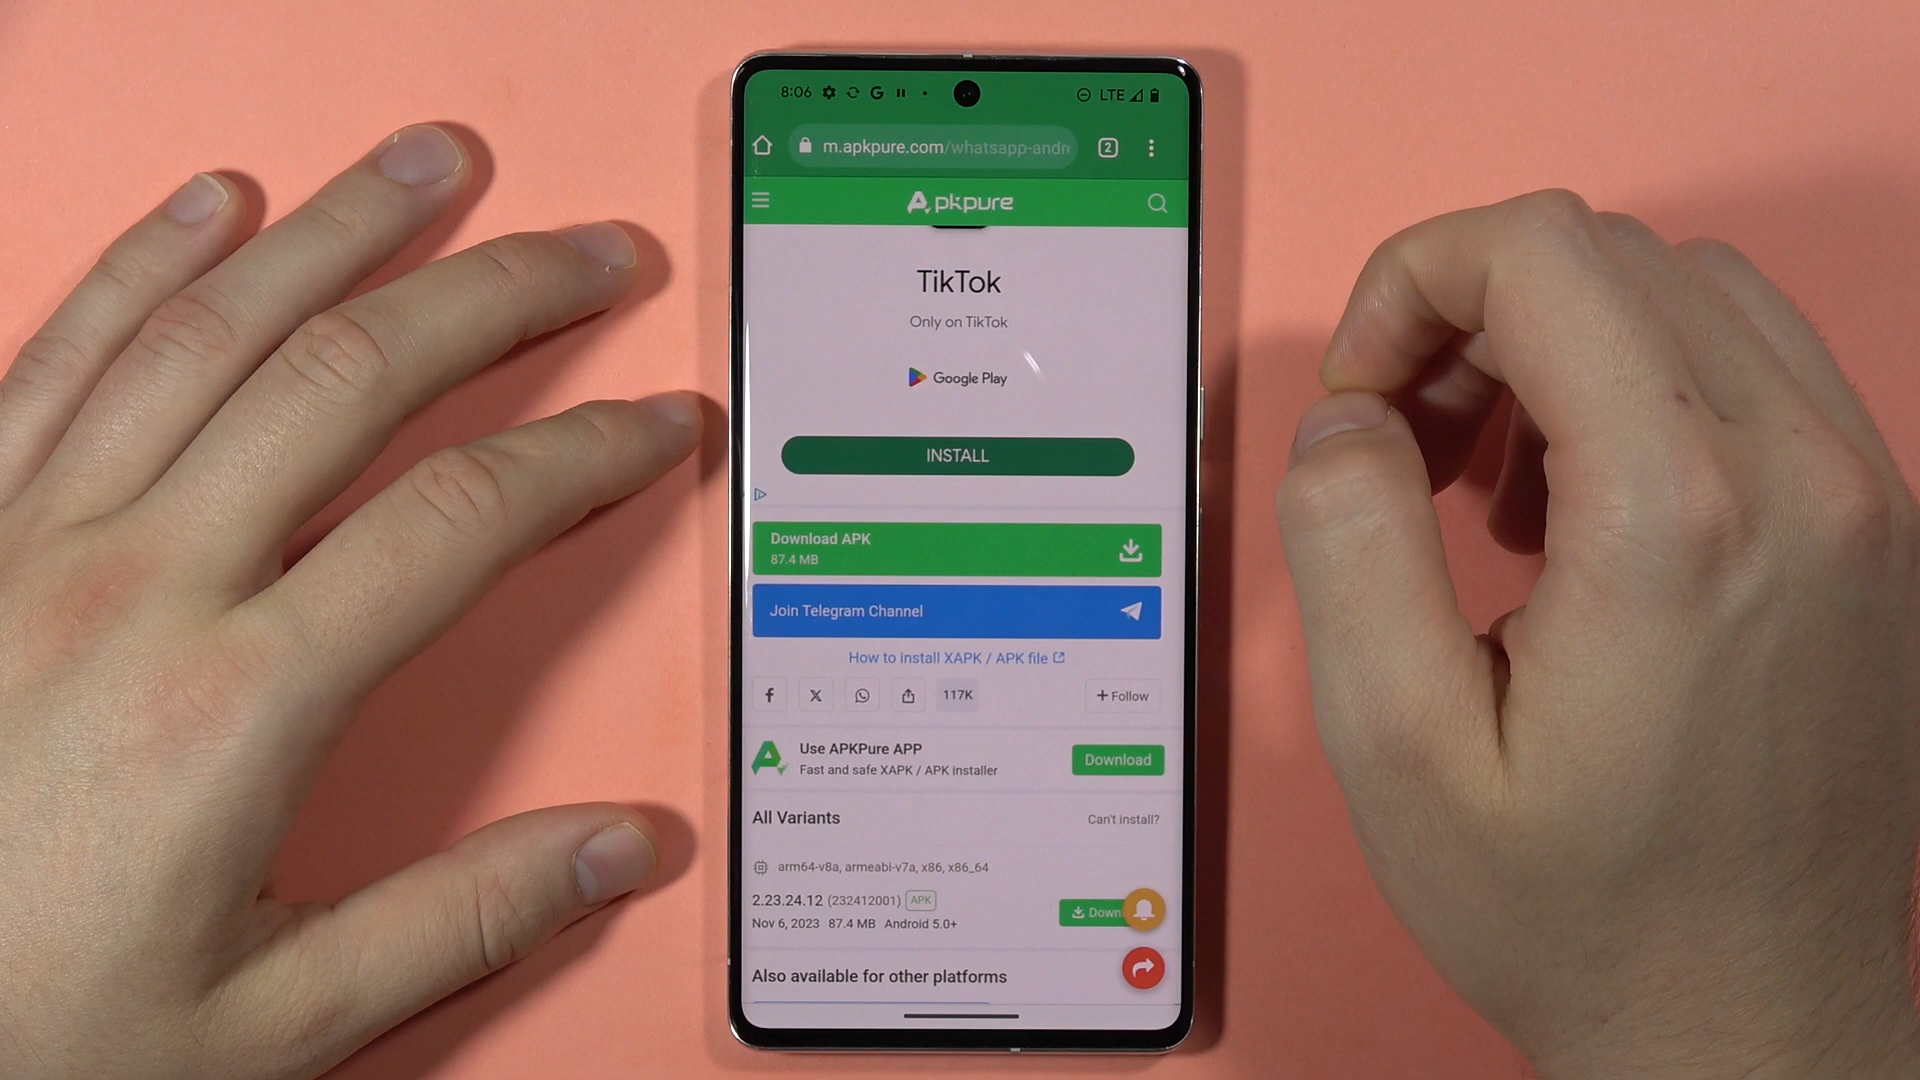 8:06 G LTE
m.apkpure.com/whatsapp-andr 2
Apkpure
TikTok
Only on TikTok
Google Play
INSTALL
Download APK
87.4 MB
Join Telegram Channel
How to install XAPK / APK file
f X 117K + Follow
Use APKPure APP
Fast and safe XAPK / APK installer
Download
All Variants Can't install?
arm64-v8a, armeabi-v7a, x86, x86_64
2.23.24.12 (232412001) APK
Nov 6, 2023 87.4 MB Android 5.0+
Down
Also available for other platforms